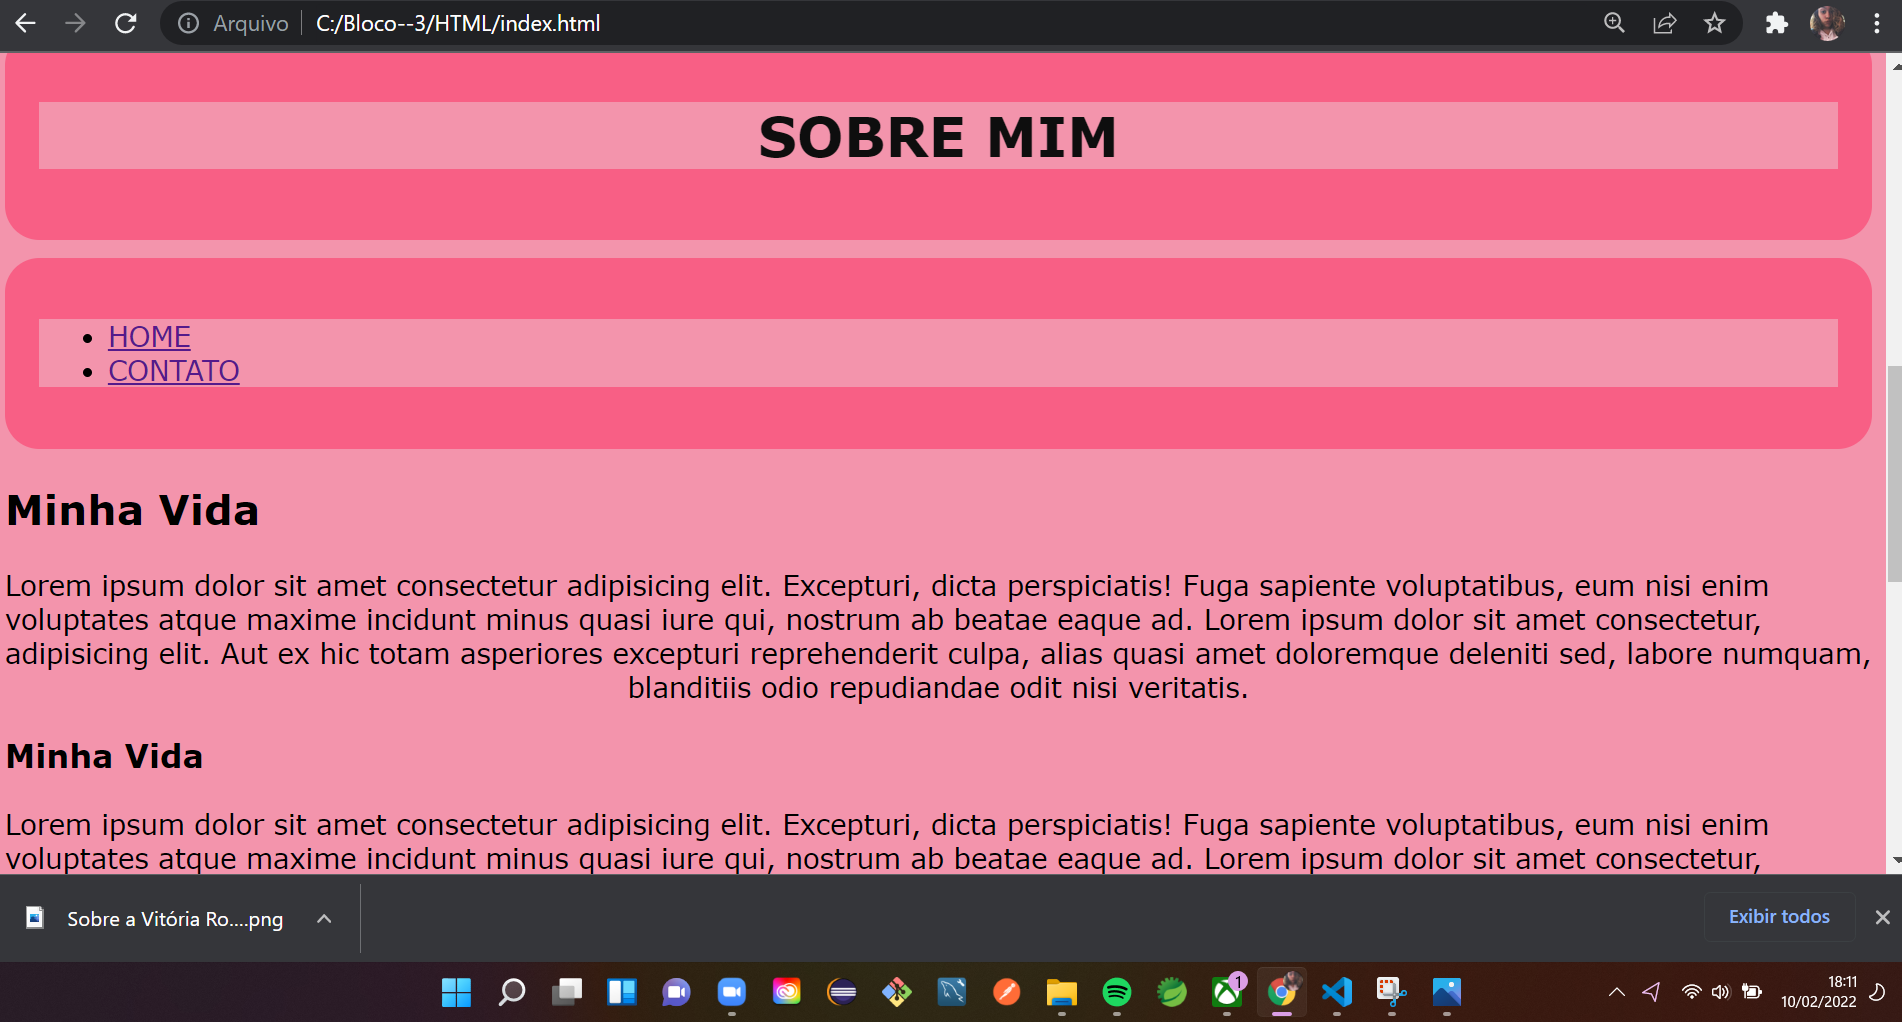 Arquivo C:/Bloco--3/HTML/index.html
SOBRE MIM
HOME
CONTATO
Minha Vida
Lorem ipsum dolor sit amet consectetur adipisicing elit. Excepturi, dicta perspiciatis! Fuga sapiente voluptatibus, eum nisi enim
voluptates atque maxime incidunt minus quasi iure qui, nostrum ab beatae eaque ad. Lorem ipsum dolor sit amet consectetur,
adipisicing elit. Aut ex hic totam asperiores excepturi reprehenderit culpa, alias quasi amet doloremque deleniti sed, labore numquam,
blanditiis odio repudiandae odit nisi veritatis.
Minha Vida
Lorem ipsum dolor sit amet consectetur adipisicing elit. Excepturi, dicta perspiciatis! Fuga sapiente voluptatibus, eum nisi enim
voluptates atque maxime incidunt minus quasi iure qui, nostrum ab beatae eaque ad. Lorem ipsum dolor sit amet consectetur,
Sobre a Vitória Ro....png
Exibir todos
1
18:11
10/02/2022